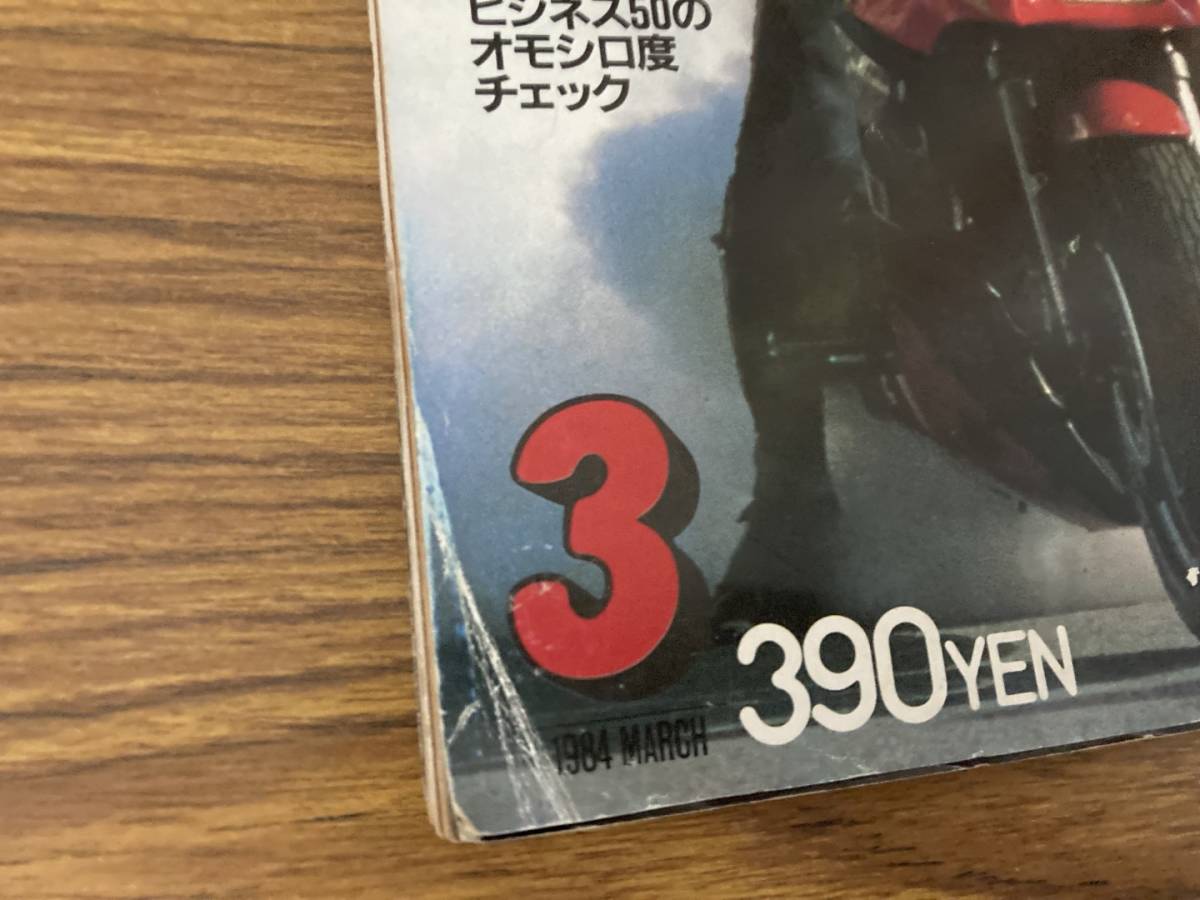 ビジネス50の
オモシロ度
チェック
3
390YEN
1984 MARCH